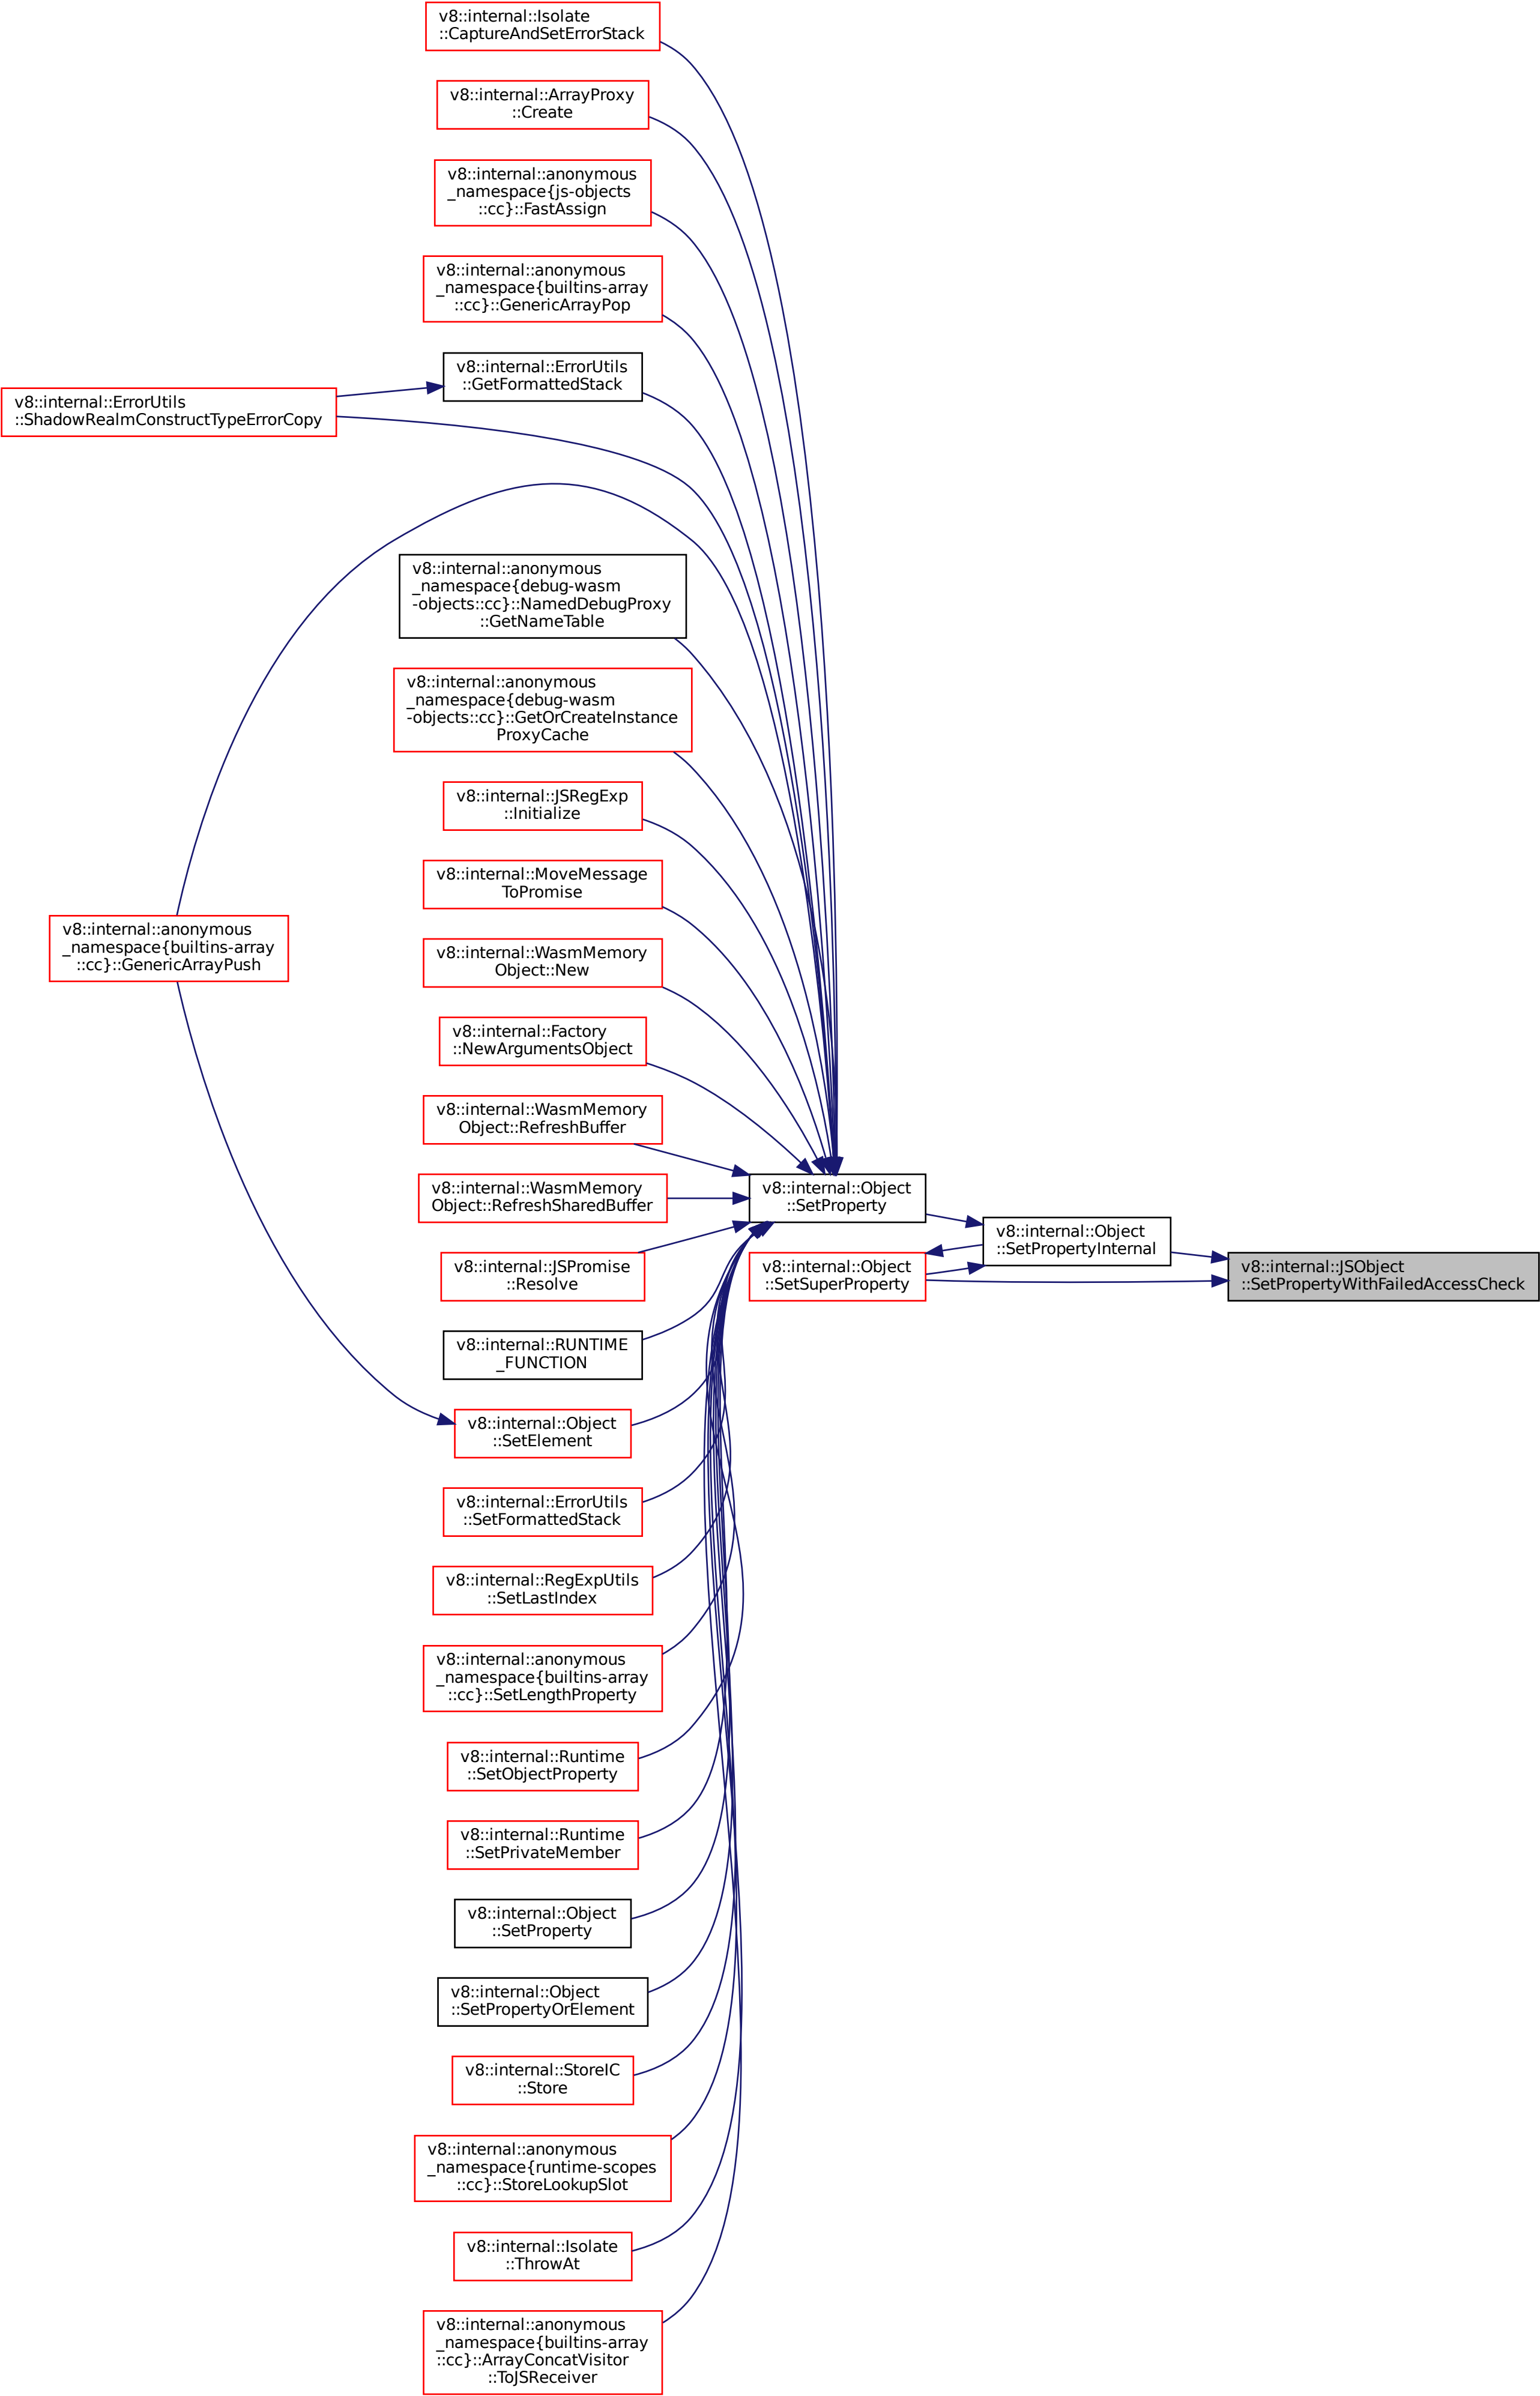 v8::internal::Isolate
::CaptureAndSetErrorStack
v8::internal::ArrayProxy
::Create
v8::internal::anonymous
_namespace{js-objects
::cc}::FastAssign
v8::internal::anonymous
_namespace{builtins-array
::cc}::GenericArrayPop
v8::internal::ErrorUtils
::GetFormattedStack
v8::internal::ErrorUtils
::ShadowRealmConstructTypeErrorCopy
v8::internal::anonymous
_namespace{debug-wasm
-objects::cc}::NamedDebugProxy
::GetNameTable
v8::internal::anonymous
_namespace{debug-wasm
-objects::cc}::GetOrCreateInstance
ProxyCache
v8::internal::JSRegExp
::Initialize
v8::internal::MoveMessage
ToPromise
v8::internal::anonymous
_namespace{builtins-array
::cc}::GenericArrayPush
v8::internal::WasmMemory
Object::New
v8::internal::Factory
::NewArgumentsObject
v8::internal::WasmMemory
Object::RefreshBuffer
v8::internal::WasmMemory
Object::RefreshSharedBuffer
v8::internal::Object
::SetProperty
v8::internal::Object
::SetPropertyInternal
v8::internal::JSPromise
::Resolve
v8::internal::Object
::SetSuperProperty
v8::internal::JSObject
::SetPropertyWithFailedAccessCheck
v8::internal::RUNTIME
_FUNCTION
v8::internal::Object
::SetElement
v8::internal::ErrorUtils
::SetFormattedStack
v8::internal::RegExpUtils
::SetLastIndex
v8::internal::anonymous
_namespace{builtins-array
::cc}::SetLengthProperty
v8::internal::Runtime
::SetObjectProperty
v8::internal::Runtime
::SetPrivateMember
v8::internal::Object
::SetProperty
v8::internal::Object
::SetPropertyOrElement
v8::internal::StoreIC
::Store
v8::internal::anonymous
_namespace{runtime-scopes
::cc}::StoreLookupSlot
v8::internal::Isolate
::ThrowAt
v8::internal::anonymous
_namespace{builtins-array
::cc}::ArrayConcatVisitor
::ToJSReceiver